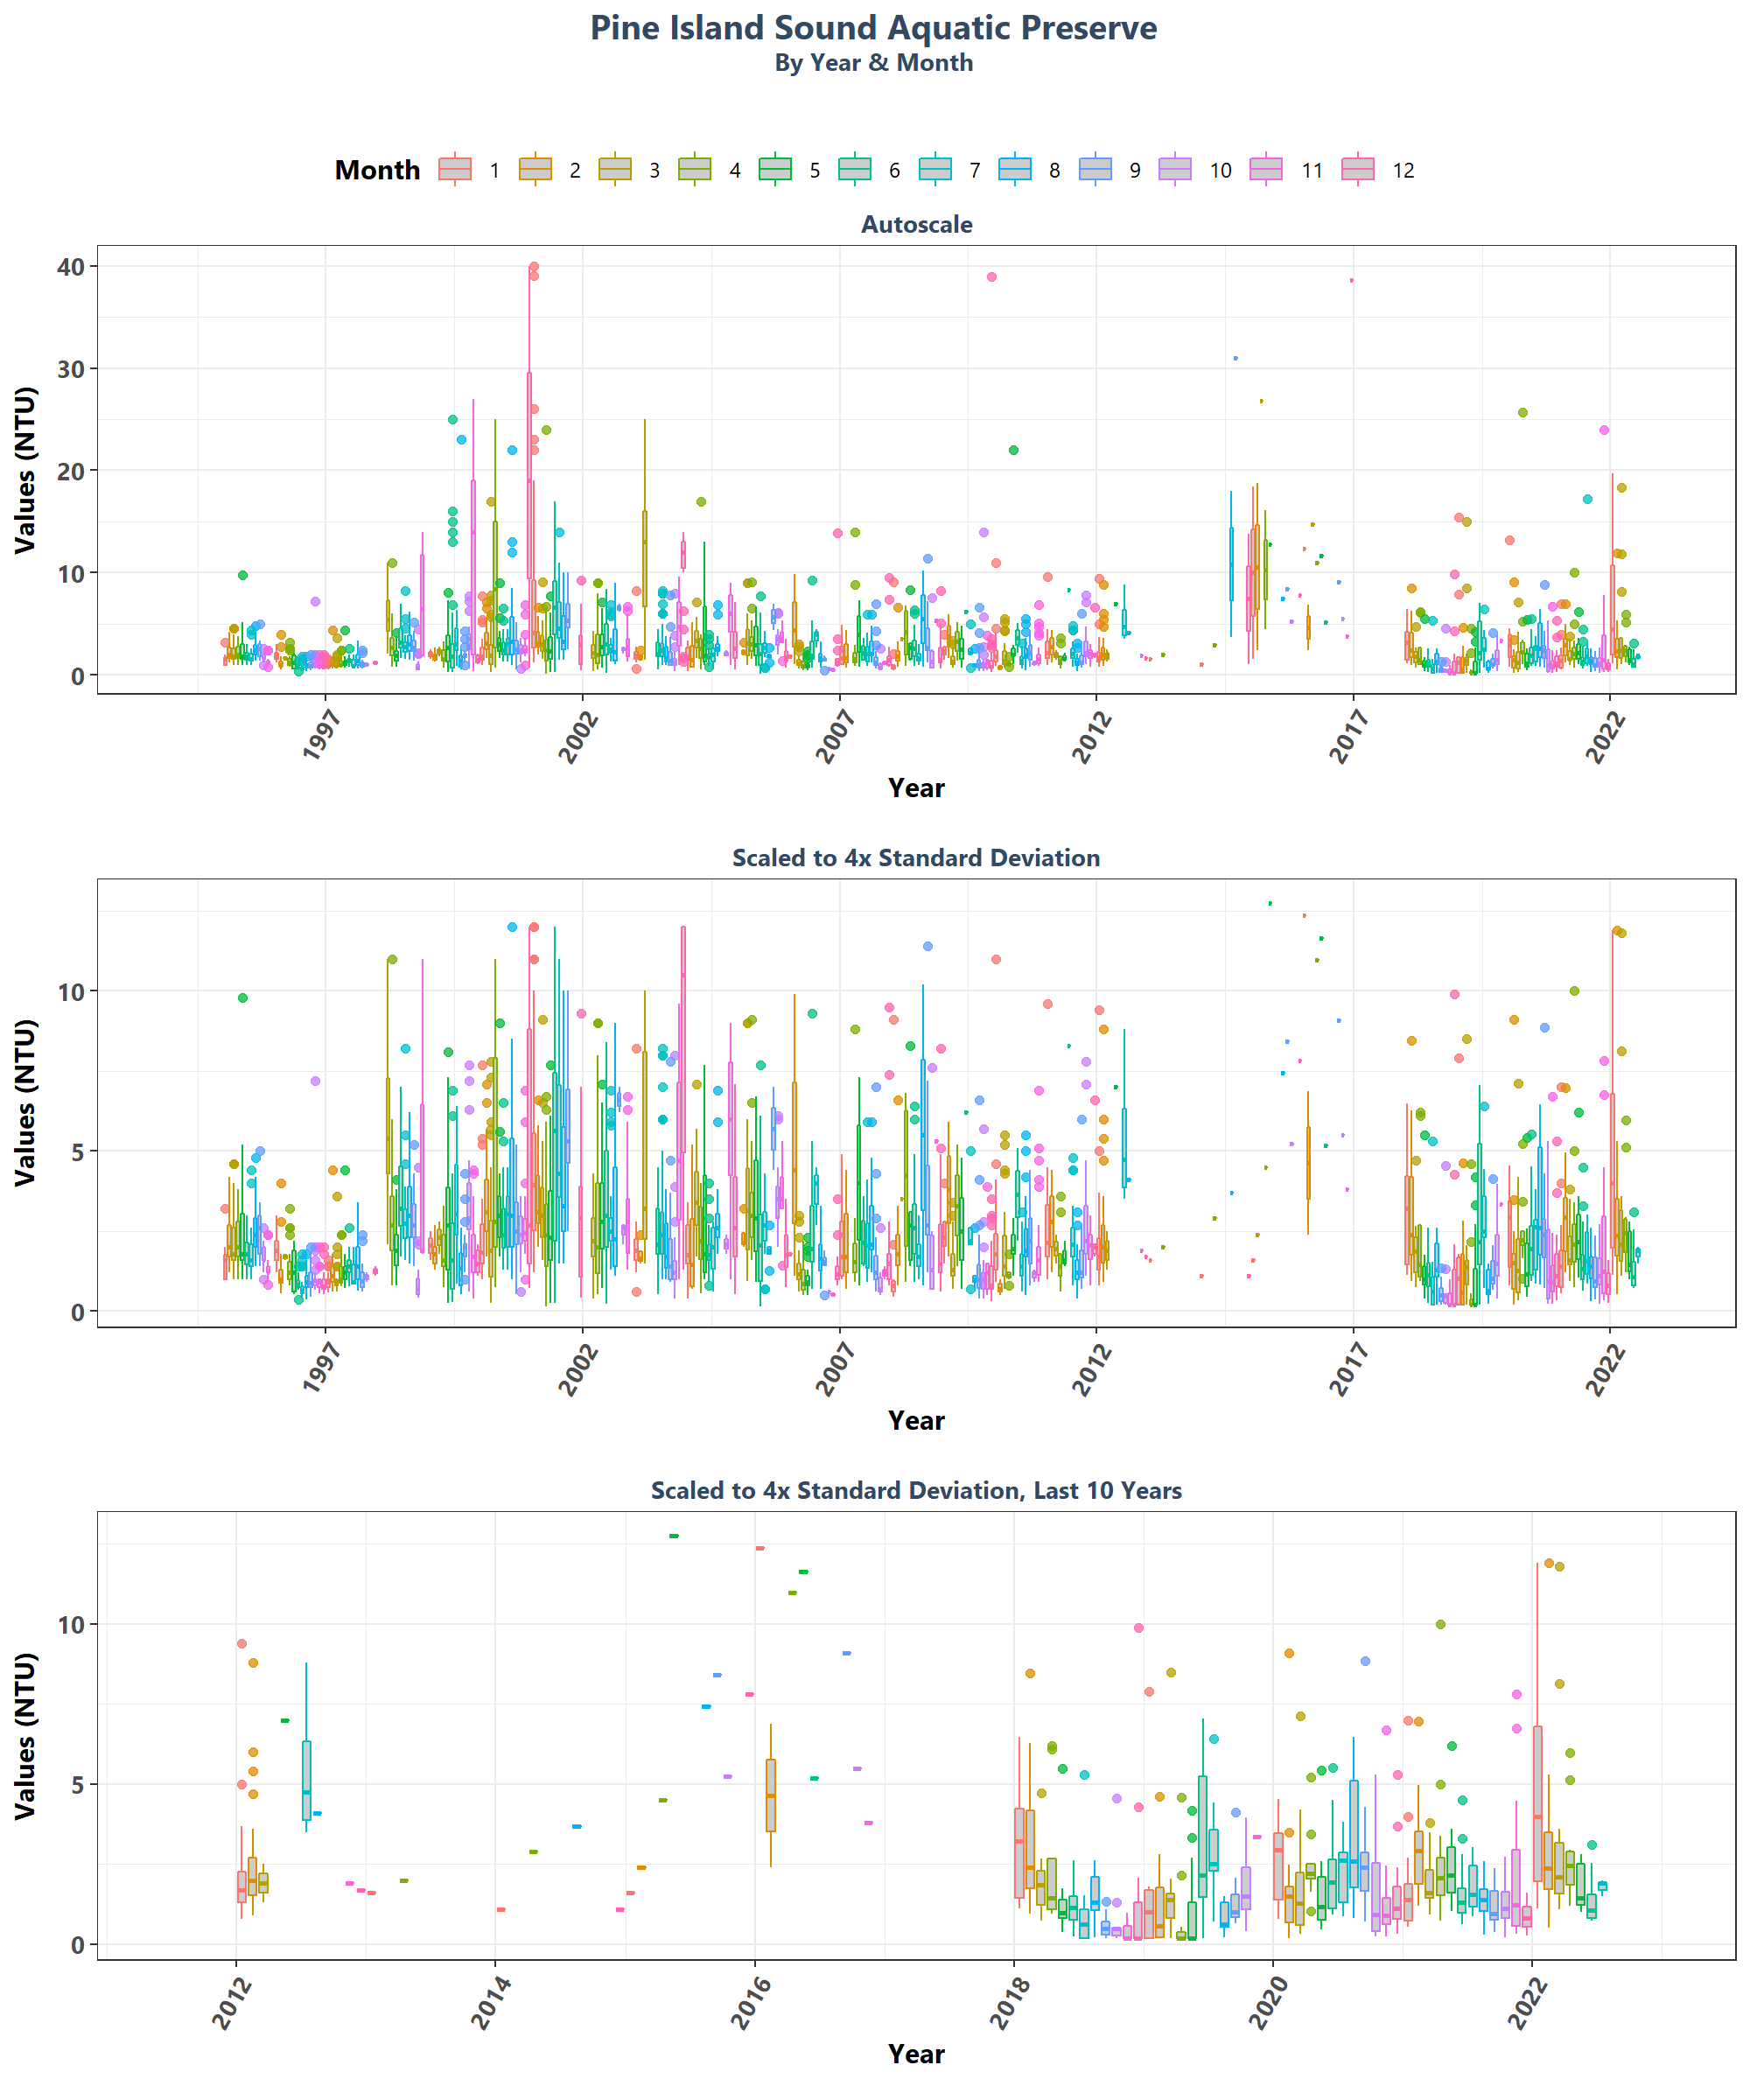 Pine Island Sound Aquatic Preserve
By Year & Month
Month 1 2 3 4 5 6 7 8 9 10 11 12
Autoscale
Values (NTU)
40
30
20
10
0
1997 2002 2007 2012 2017 2022
Year
Scaled to 4x Standard Deviation
Values (NTU)
10
5
0
1997 2002 2007 2012 2017 2022
Year
Scaled to 4x Standard Deviation, Last 10 Years
Values (NTU)
10
5
0
2012 2014 2016 2018 2020 2022
Year